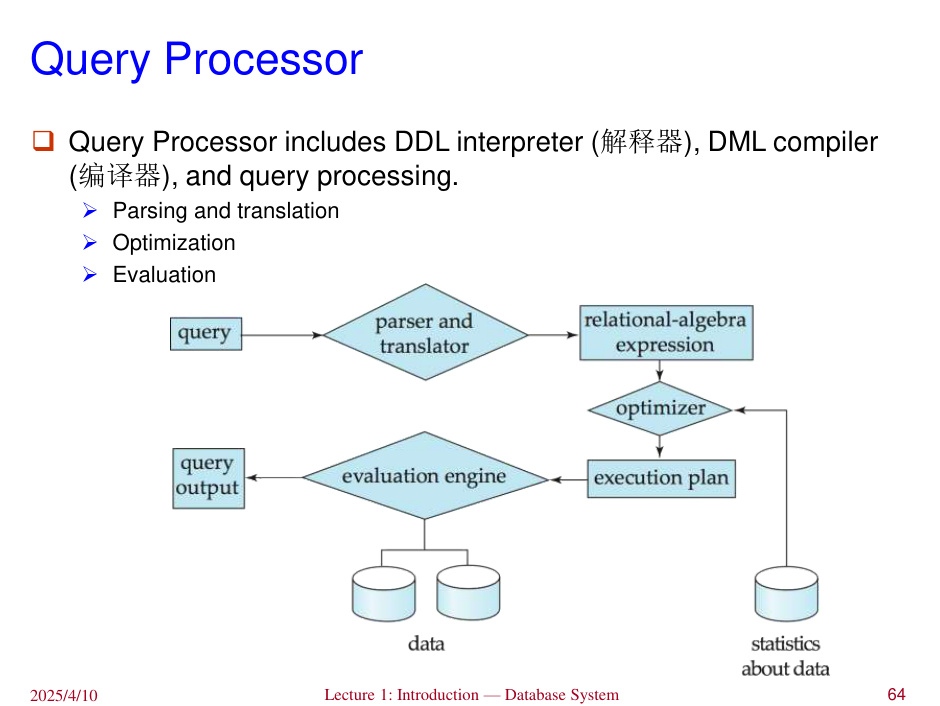 Query Processor
Query Processor includes DDL interpreter (解释器), DML compiler
(编译器), and query processing.
Parsing and translation
Optimization
Evaluation
query
parser and
translator
relational-algebra
expression
optimizer
query
output
evaluation engine
execution plan
data
statistics
about data
2025/4/10
Lecture 1: Introduction — Database System
64